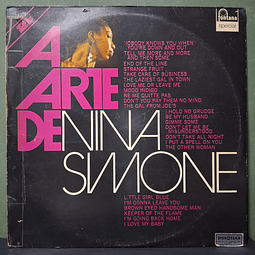 fontana
special
A
ARTE
DE
NINA
SIMONE
NOBODY KNOWS YOU WHEN
YOU'RE DOWN AND OUT
TELL ME MORE AND MORE
AND THEN SOME
END OF THE LINE
STRANGE FRUIT
TAKE CARE OF BUSINESS
THE LAZIEST GAL IN TOWN
LOVE ME OR LEAVE ME
MOOD INDIGO
NE ME QUITTE PAS
DON'T YOU PAY THEM NO MIND
THE GAL FROM JOE'S
I HOLD NO GRUDGE
BE MY HUSBAND
GIMME SOME
DON'T LET ME BE
MISUNDERSTOOD
DON'T TAKE ALL NIGHT
I PUT A SPELL ON YOU
THE OTHER WOMAN
LITTLE GIRL BLUE
I'M GONNA LEAVE YOU
BROWN EYED HANDSOME MAN
KEEPER OF THE FLAME
I'M GOING BACK HOME
I LOVE MY BABY